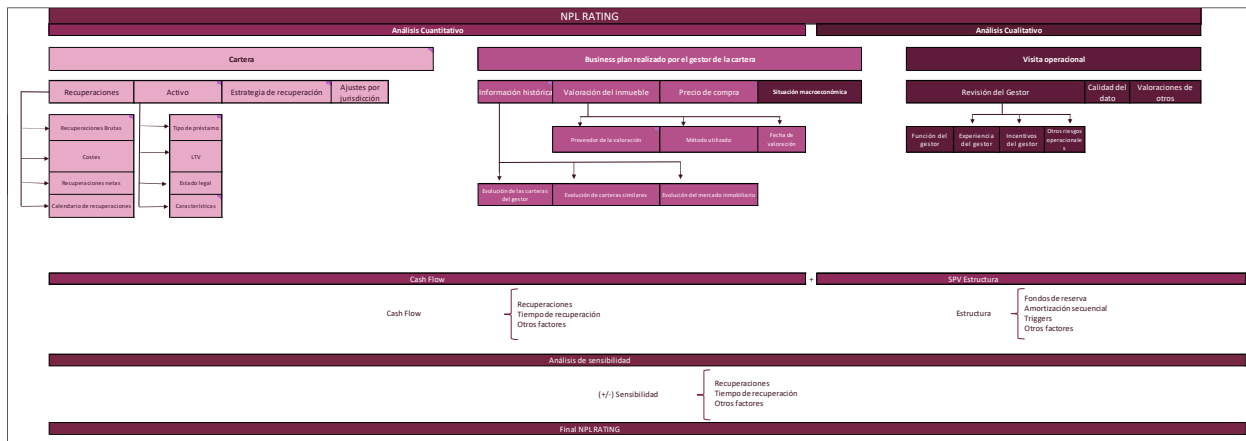 NPL RATING
Análisis Cuantitativo
Análisis Cualitativo
Cartera
Business plan realizado por el gestor de la cartera
Visita operacional
Recuperaciones
Activo
Estrategia de recuperación
Ajustes por
jurisdicción
Información histórica
Valoración del inmueble
Precio de compra
Situación macroeconómica
Revisión del Gestor
Calidad del
dato
Valoraciones de
otros
Recuperaciones Brutas
Costes
Recuperaciones netas
Calendario de recuperaciones
Tipo de préstamo
LTV
Estado legal
Características
Proveedor de la valoración
Método utilizado
Fecha de
valoración
Evolución de las carteras
del gestor
Evolución de carteras similares
Evolución del mercado inmobiliario
Función del
gestor
Experiencia
del gestor
Incentivos
del gestor
Otros riesgos
operacionale
s
Cash Flow
+
SPV Estructura
Cash Flow
Recuperaciones
Tiempo de recuperación
Otros factores
Estructura
Fondos de reserva
Amortización secuencial
Triggers
Otros factores
Análisis de sensibilidad
(+/-) Sensibilidad
Recuperaciones
Tiempo de recuperación
Otros factores
Final NPL RATING